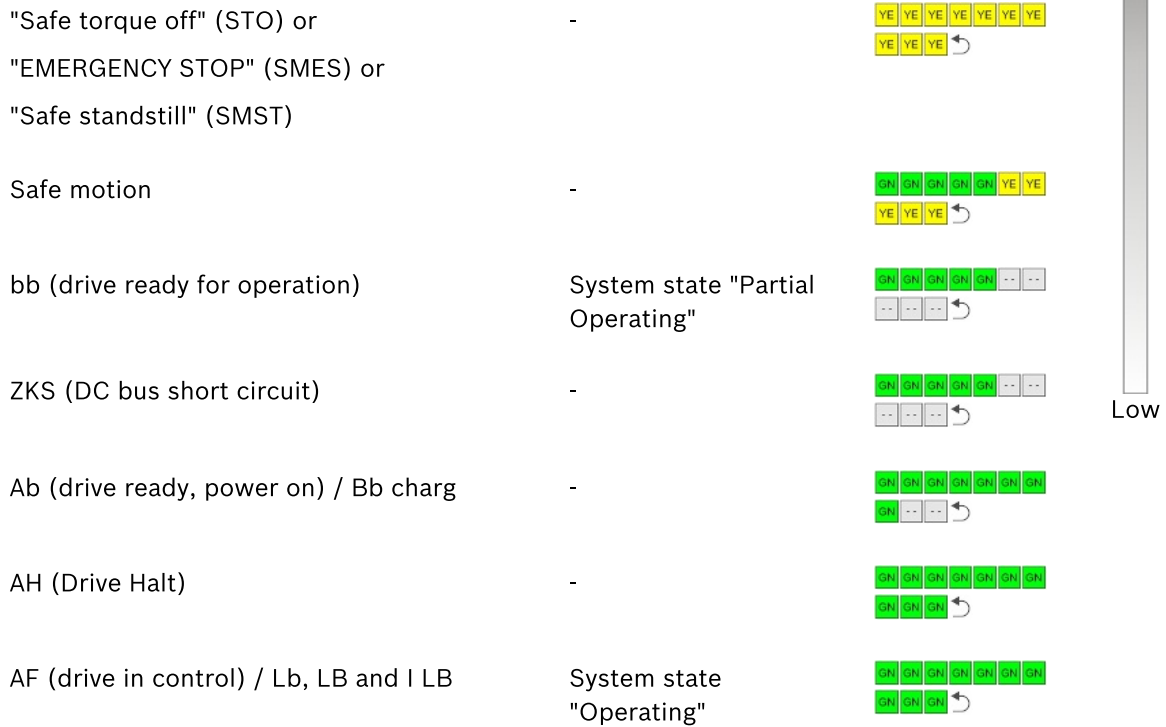 "Safe torque off" (STO) or - YE YE YE YE YE YE YE
YE YE YE
"EMERGENCY STOP" (SMES) or
"Safe standstill" (SMST)
Safe motion - GN GN GN GN GN YE YE
YE YE YE
bb (drive ready for operation) System state "Partial GN GN GN GN GN -- --
Operating" -- -- --
ZKS (DC bus short circuit) - GN GN GN GN GN -- --
-- -- --
Low
Ab (drive ready, power on) / Bb charg - GN GN GN GN GN GN GN
GN -- --
AH (Drive Halt) - GN GN GN GN GN GN GN
GN GN GN
AF (drive in control) / Lb, LB and I LB System state GN GN GN GN GN GN GN
"Operating" GN GN GN